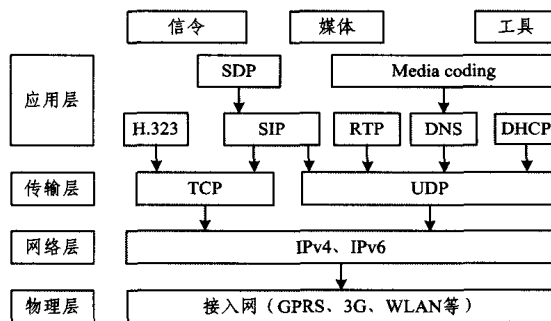 信令 媒体 工具
SDP Media coding
应用层
H.323 SIP RTP DNS DHCP
传输层 TCP UDP
网络层 IPv4、IPv6
物理层 接入网（GPRS、3G、WLAN等）